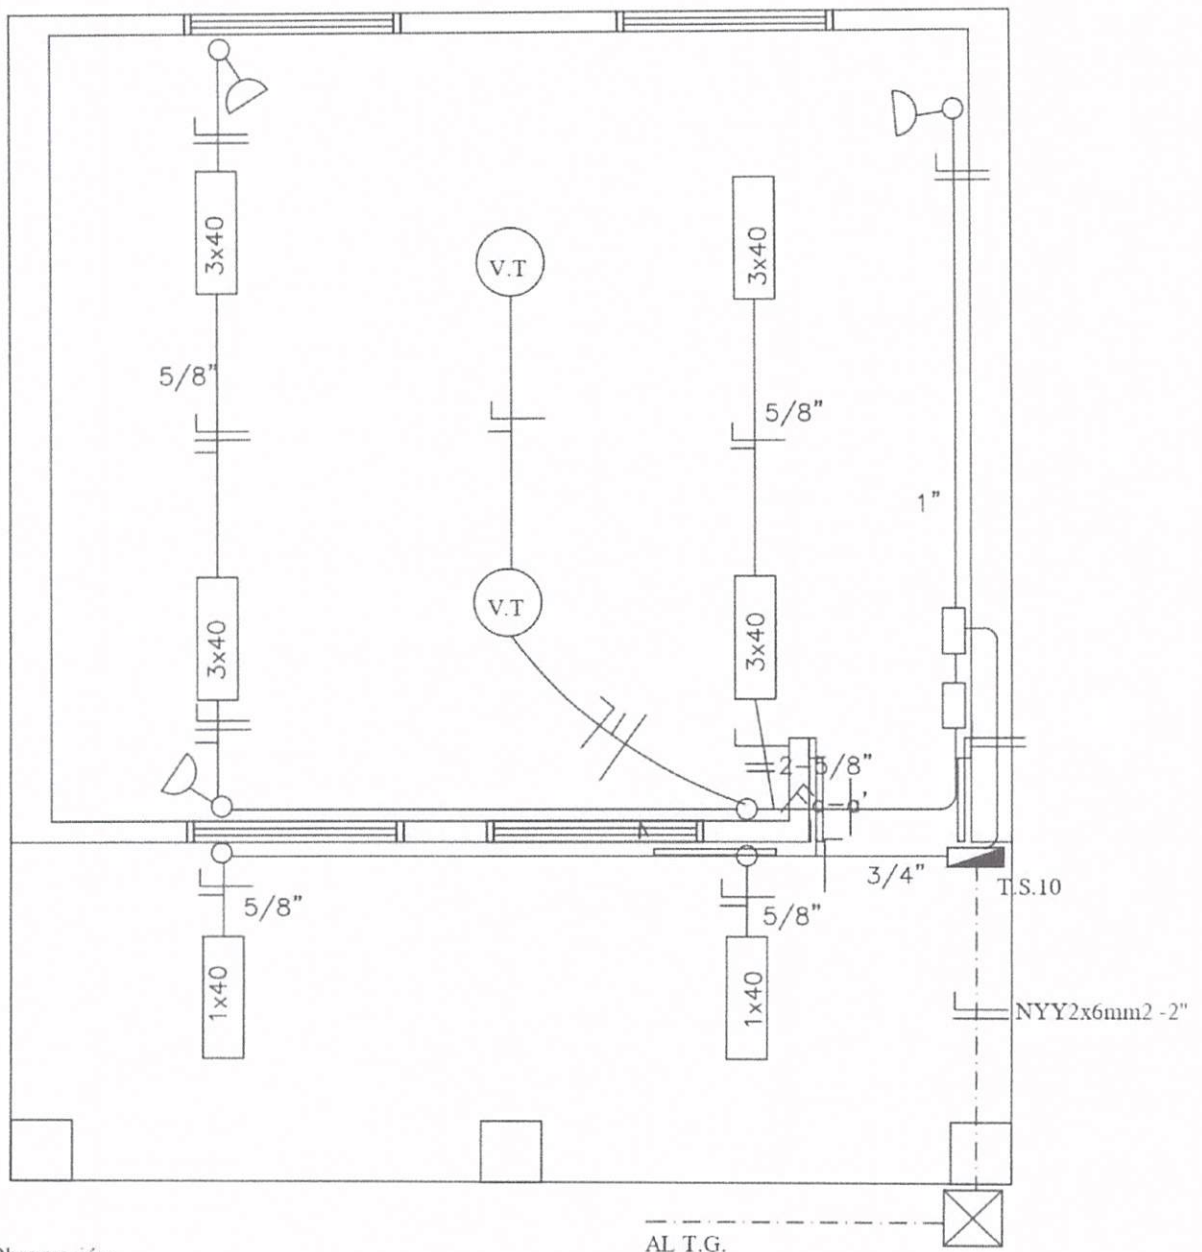 3x40
3x40
V.T
5/8"
5/8"
1"
V.T
3x40
3x40
2-5/8"
a-a'
3/4"
T.S.10
5/8"
5/8"
1x40
1x40
NYY2x6mm2 -2"
AL T.G.